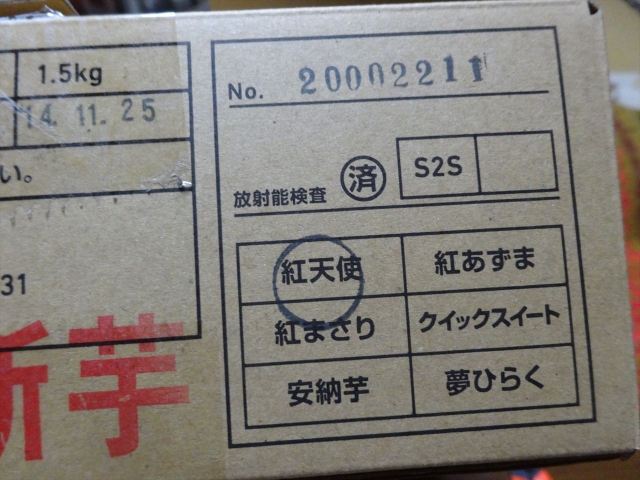 1.5kg
14.11.25
い。
31
新芋
No. 20002211
放射能検査 済
S2S
紅天使 紅あずま
紅まさり クイックスイート
安納芋 夢ひらく